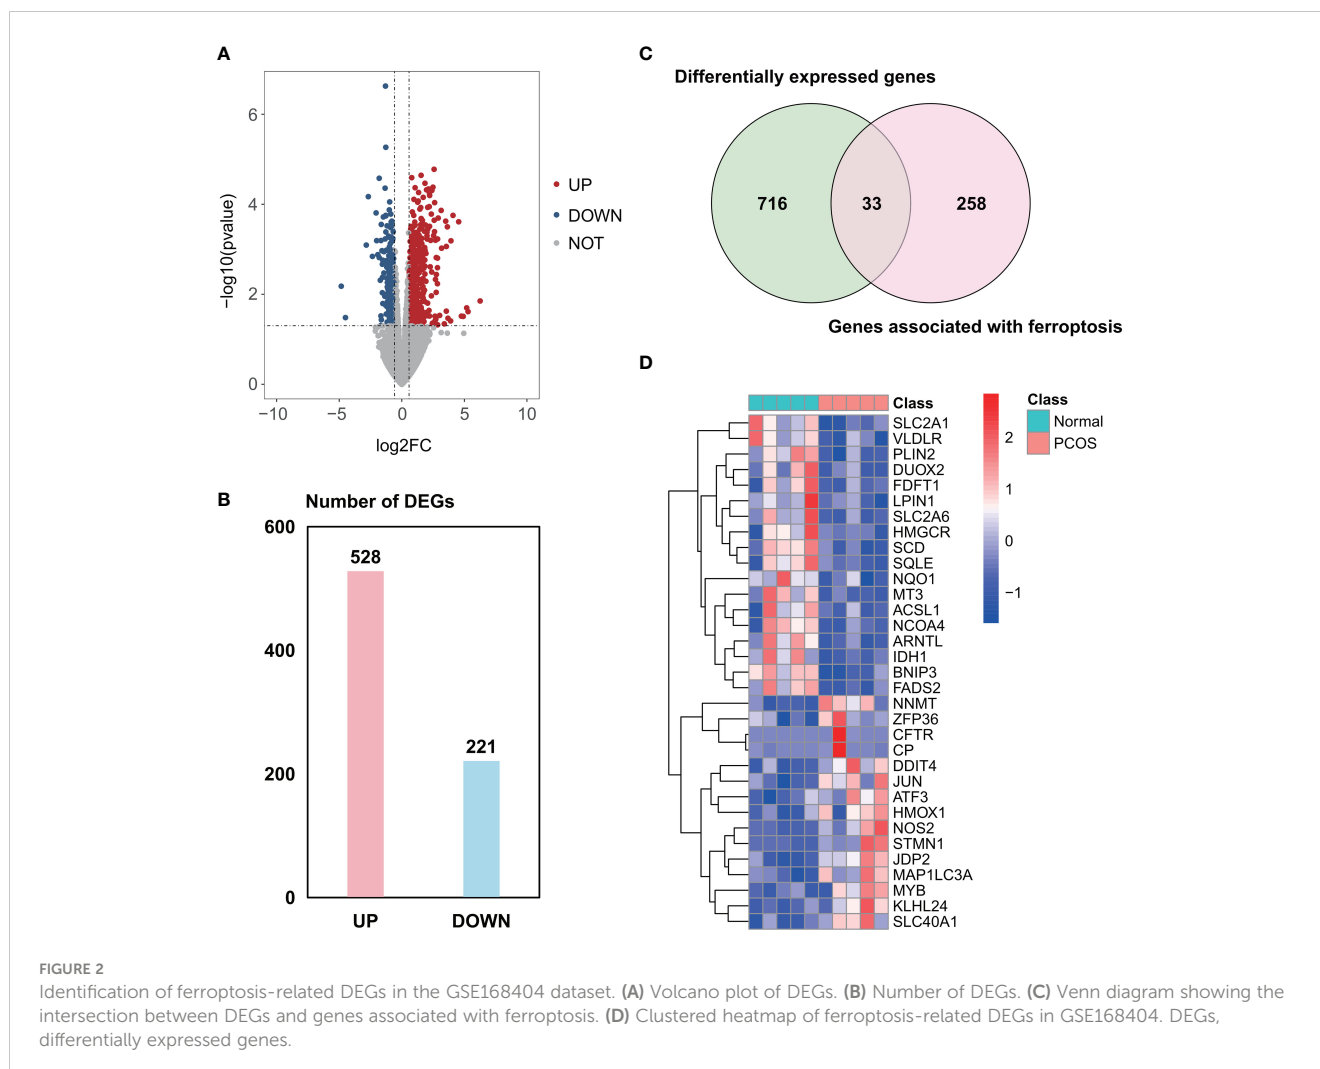 A
6
4
2
0
−log10(pvalue)
−10
−5
0
5
10
log2FC
UP
DOWN
NOT
B
Number of DEGs
600
400
200
0
528
221
UP
DOWN
C
Differentially expressed genes
716
33
258
Genes associated with ferroptosis
D
Class
SLC2A1
VLDLR
PLIN2
DUOX2
FDFT1
LPIN1
SLC2A6
HMGCR
SCD
SQLE
NQO1
MT3
ACSL1
NCOA4
ARNTL
IDH1
BNIP3
FADS2
NNMT
ZFP36
CFTR
CP
DDIT4
JUN
ATF3
HMOX1
NOS2
STMN1
JDP2
MAP1LC3A
MYB
KLHL24
SLC40A1
2
1
0
−1
Class
Normal
PCOS
FIGURE 2
Identification of ferroptosis-related DEGs in the GSE168404 dataset. (A) Volcano plot of DEGs. (B) Number of DEGs. (C) Venn diagram showing the
intersection between DEGs and genes associated with ferroptosis. (D) Clustered heatmap of ferroptosis-related DEGs in GSE168404. DEGs,
differentially expressed genes.